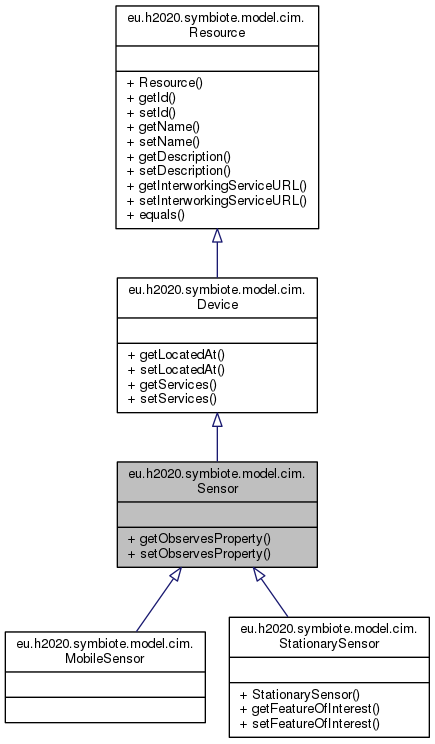 eu.h2020.symbiote.model.cim.
Resource
+ Resource()
+ getId()
+ setId()
+ getName()
+ setName()
+ getDescription()
+ setDescription()
+ getInterworkingServiceURL()
+ setInterworkingServiceURL()
+ equals()
eu.h2020.symbiote.model.cim.
Device
+ getLocatedAt()
+ setLocatedAt()
+ getServices()
+ setServices()
eu.h2020.symbiote.model.cim.
Sensor
+ getObservesProperty()
+ setObservesProperty()
eu.h2020.symbiote.model.cim.
MobileSensor
eu.h2020.symbiote.model.cim.
StationarySensor
+ StationarySensor()
+ getFeatureOfInterest()
+ setFeatureOfInterest()